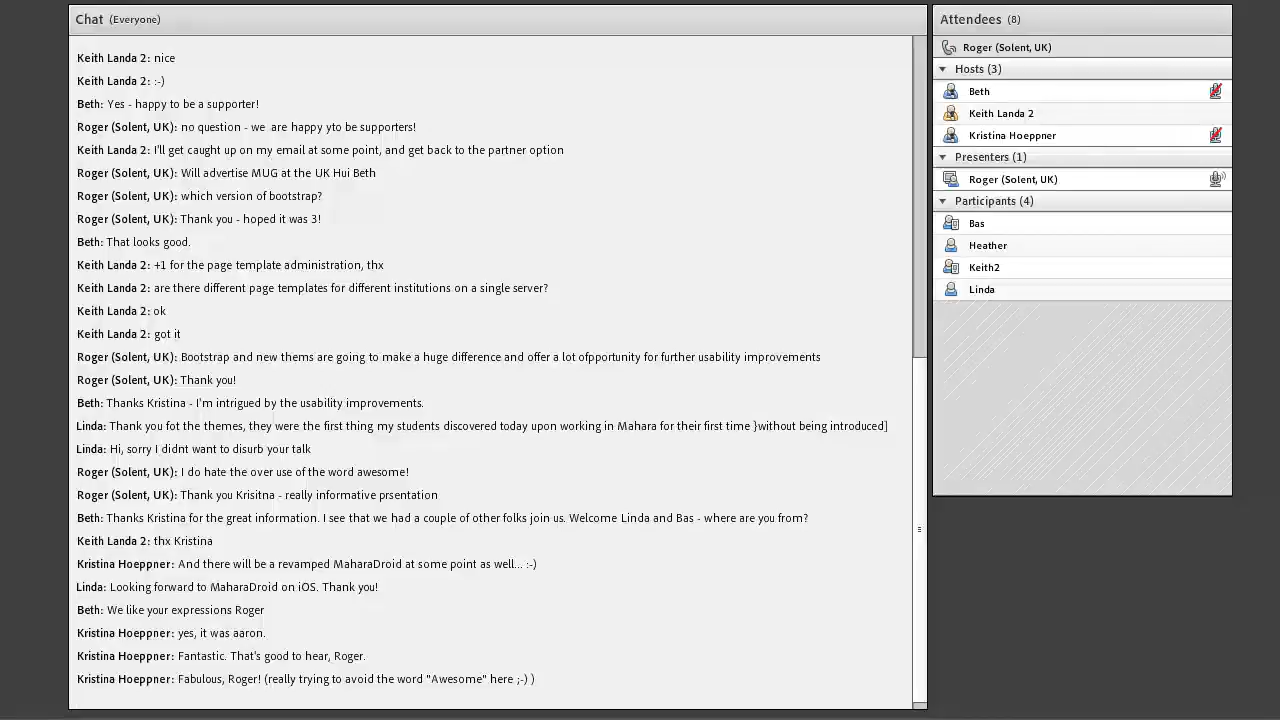 Chat (Everyone)
Keith Landa 2: nice
Keith Landa 2: :-)
Beth: Yes - happy to be a supporter!
Roger (Solent, UK): no question - we are happy yto be supporters!
Keith Landa 2: I'll get caught up on my email at some point, and get back to the partner option
Roger (Solent, UK): Will advertise MUG at the UK Hui Beth
Roger (Solent, UK): which version of bootstrap?
Roger (Solent, UK): Thank you - hoped it was 3!
Beth: That looks good.
Keith Landa 2: +1 for the page template administration, thx
Keith Landa 2: are there different page templates for different institutions on a single server?
Keith Landa 2: ok
Keith Landa 2: got it
Roger (Solent, UK): Bootstrap and new thems are going to make a huge difference and offer a lot ofpportunity for further usability improvements
Roger (Solent, UK): Thank you!
Beth: Thanks Kristina - I'm intrigued by the usability improvements.
Linda: Thank you fot the themes, they were the first thing my students discovered today upon working in Mahara for their first time }without being introduced]
Linda: Hi, sorry I didnt want to disurb your talk
Roger (Solent, UK): I do hate the over use of the word awesome!
Roger (Solent, UK): Thank you Krisitna - really informative prsentation
Beth: Thanks Kristina for the great information. I see that we had a couple of other folks join us. Welcome Linda and Bas - where are you from?
Keith Landa 2: thx Kristina
Kristina Hoeppner: And there will be a revamped MaharaDroid at some point as well... :-)
Linda: Looking forward to MaharaDroid on iOS. Thank you!
Beth: We like your expressions Roger
Kristina Hoeppner: yes, it was aaron.
Kristina Hoeppner: Fantastic. That's good to hear, Roger.
Kristina Hoeppner: Fabulous, Roger! (really trying to avoid the word "Awesome" here ;-) )
Attendees (8)
Roger (Solent, UK)
Hosts (3)
Beth
Keith Landa 2
Kristina Hoeppner
Presenters (1)
Roger (Solent, UK)
Participants (4)
Bas
Heather
Keith2
Linda